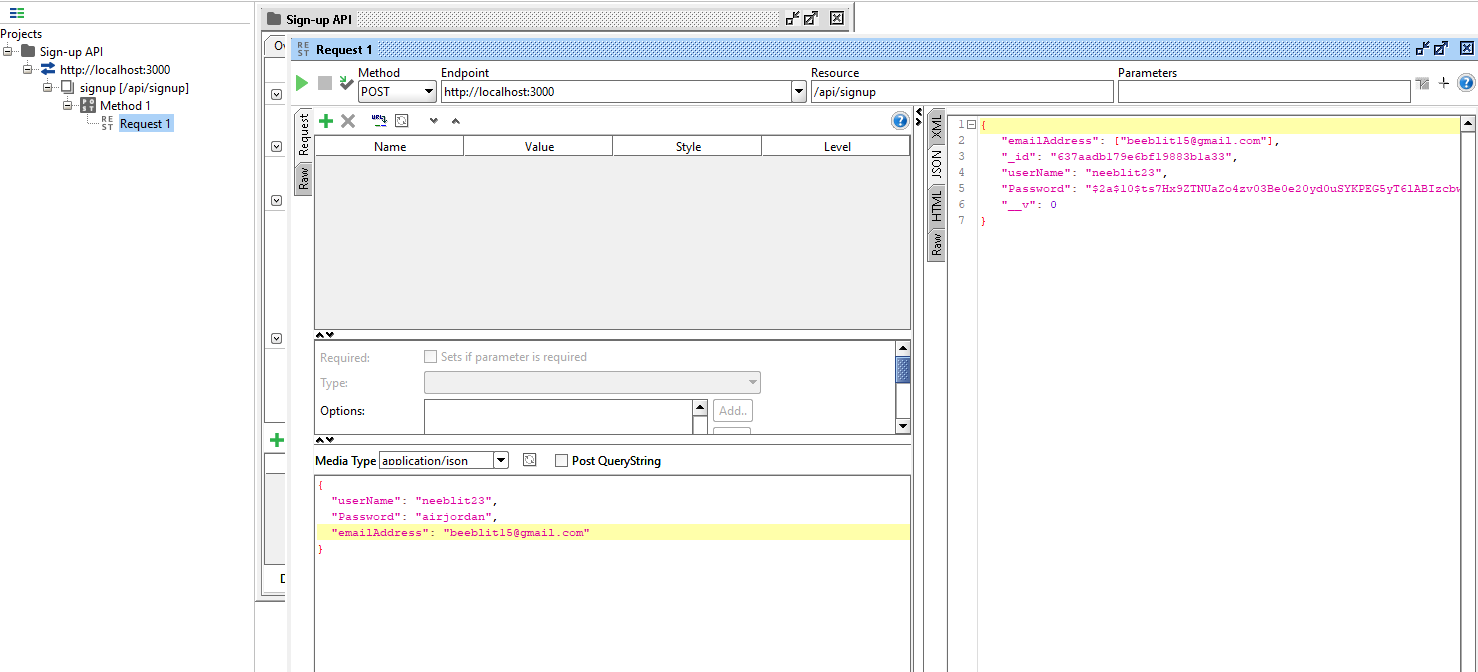 Projects
Sign-up API
http://localhost:3000
signup [/api/signup]
Method 1
REST Request 1
Sign-up API
REST Request 1
Method
Endpoint
Resource
Parameters
POST
http://localhost:3000
/api/signup
Request
Raw
Name Value Style Level
Required: Sets if parameter is required
Type:
Options: Add..
Media Type application/json Post QueryString
{
"userName": "neeblit23",
"Password": "airjordan",
"emailAddress": "beeblit15@gmail.com"
}
XML
JSON
HTML
Raw
1 {
2 "emailAddress": ["beeblit15@gmail.com"],
3 "_id": "637aadb179e6bf19883b1a33",
4 "userName": "neeblit23",
5 "Password":
6 "__v": 0
7 }